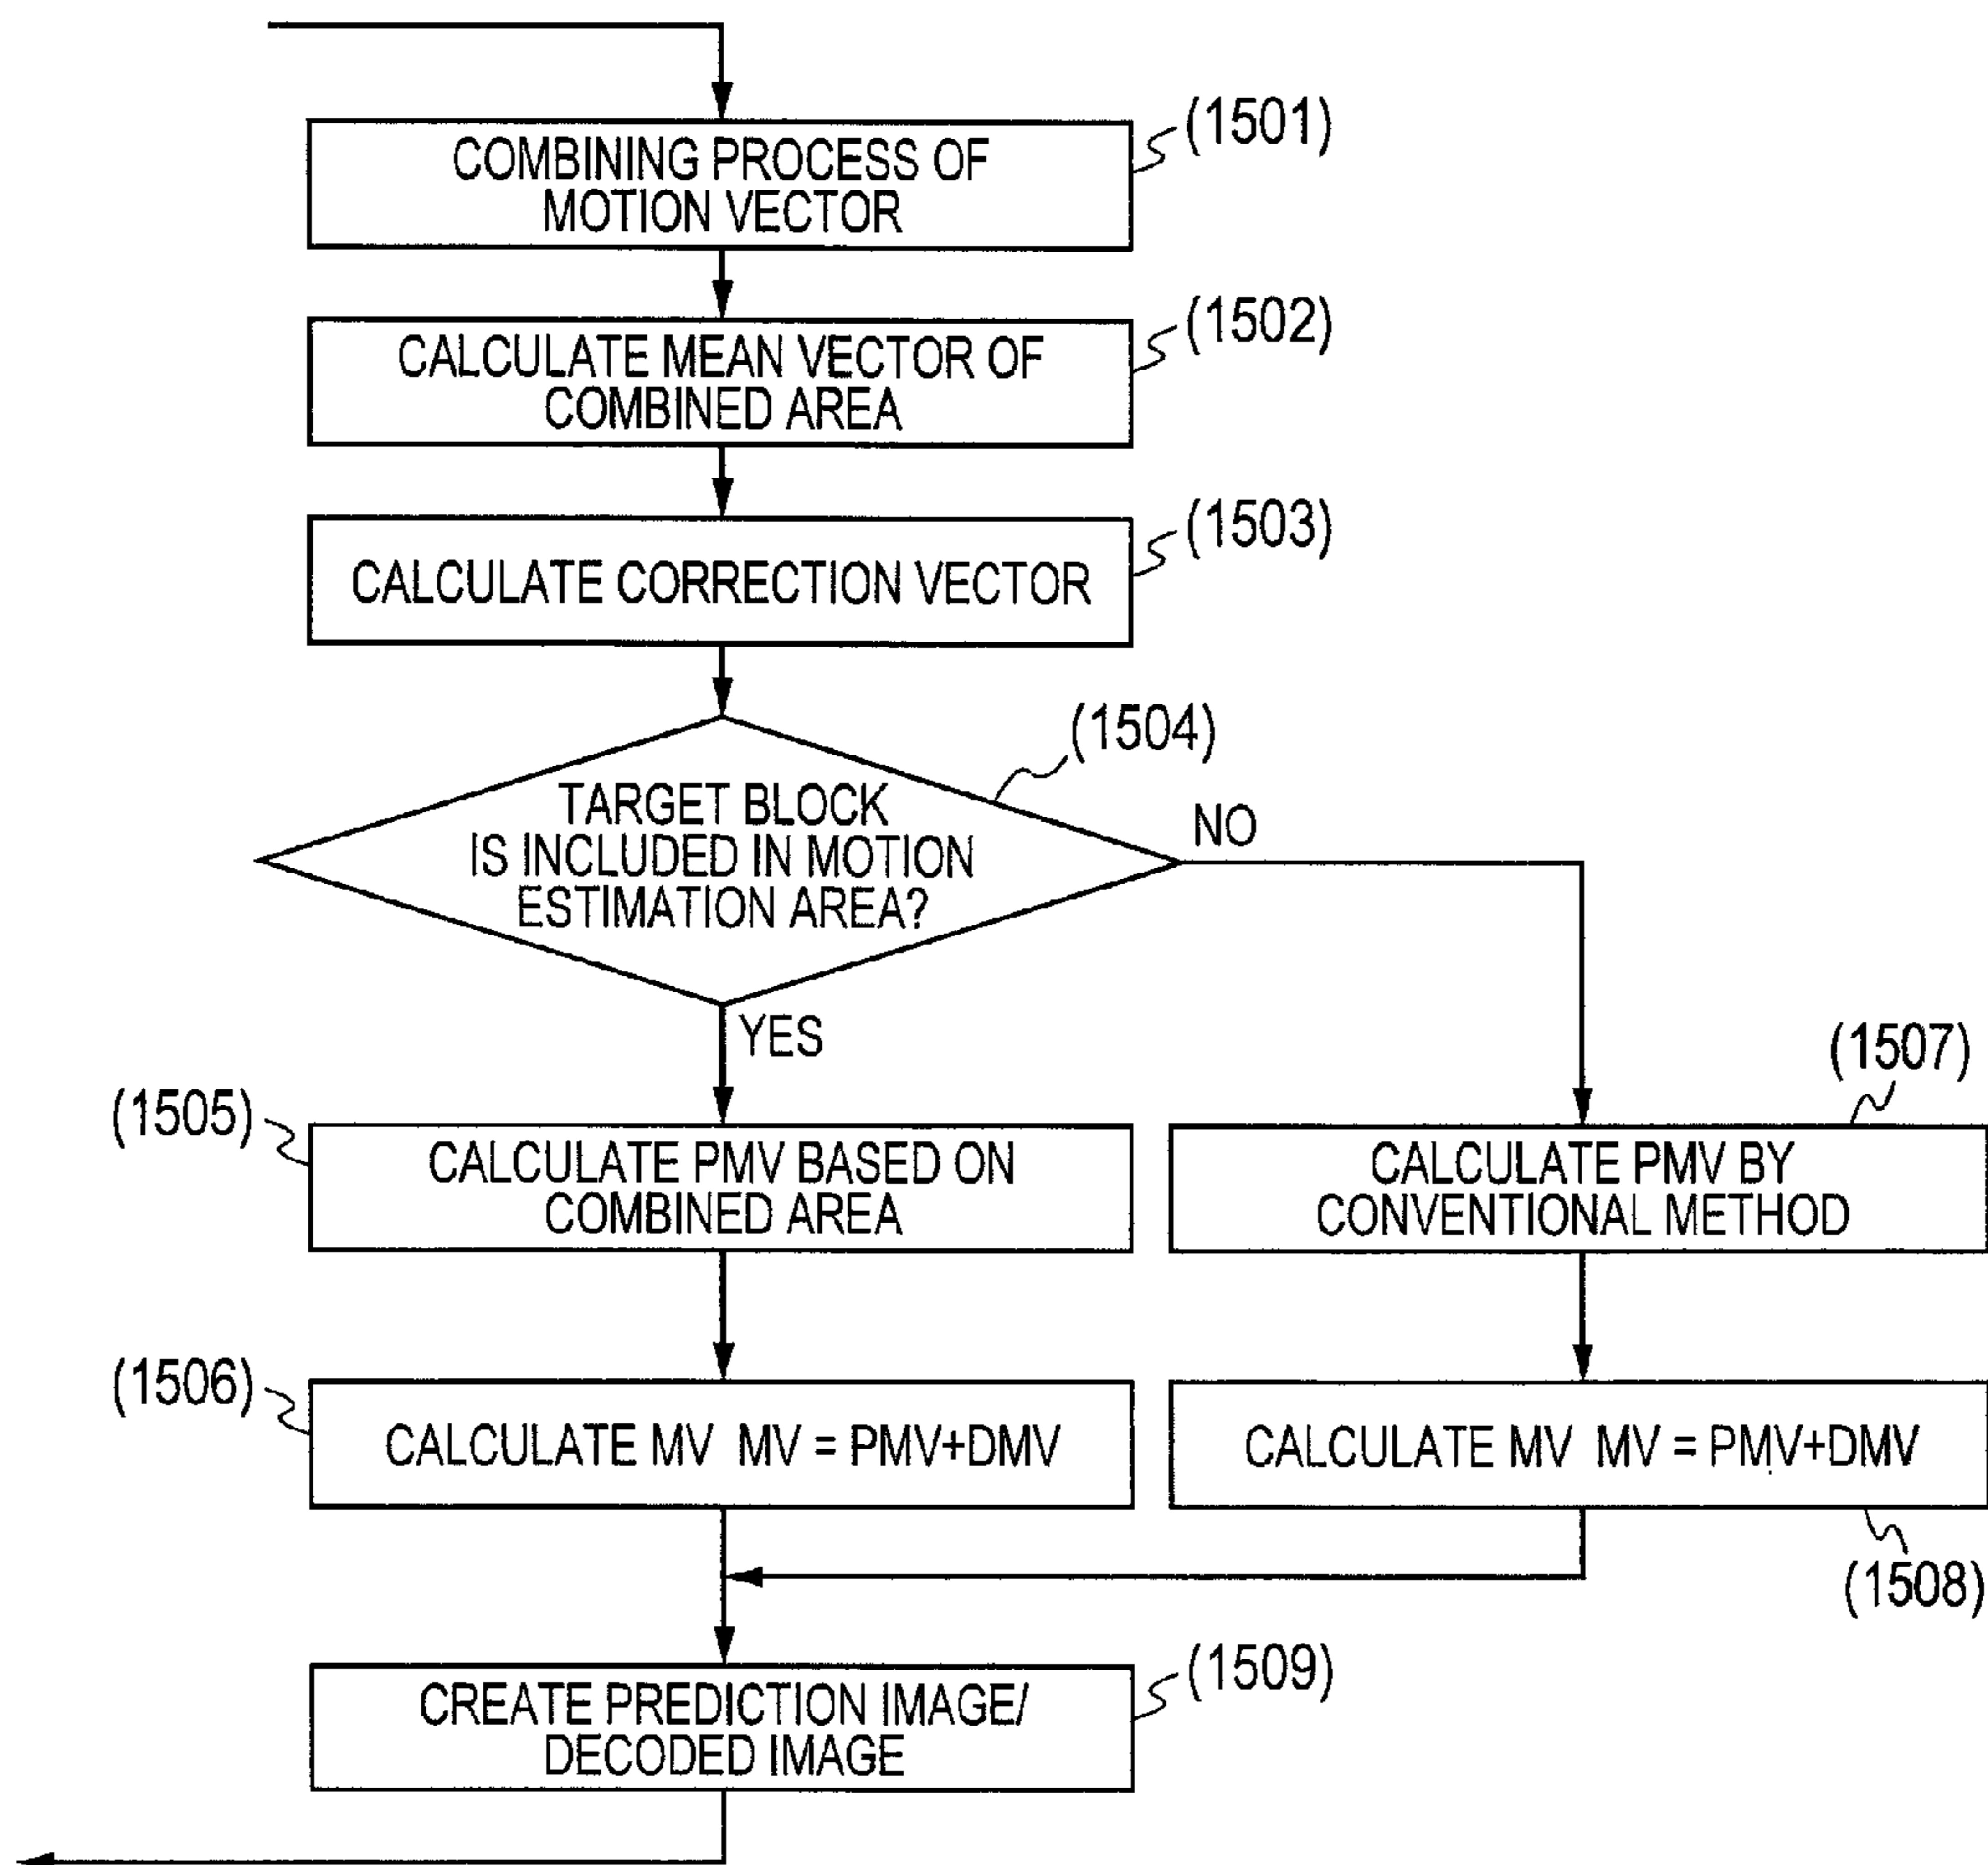 (1501)
COMBINING PROCESS OF
MOTION VECTOR
(1502)
CALCULATE MEAN VECTOR OF
COMBINED AREA
(1503)
CALCULATE CORRECTION VECTOR
(1504)
TARGET BLOCK
IS INCLUDED IN MOTION
ESTIMATION AREA?
NO
YES
(1505)
CALCULATE PMV BASED ON
COMBINED AREA
(1507)
CALCULATE PMV BY
CONVENTIONAL METHOD
(1506)
CALCULATE MV MV = PMV+DMV
CALCULATE MV MV = PMV+DMV
(1508)
(1509)
CREATE PREDICTION IMAGE/
DECODED IMAGE